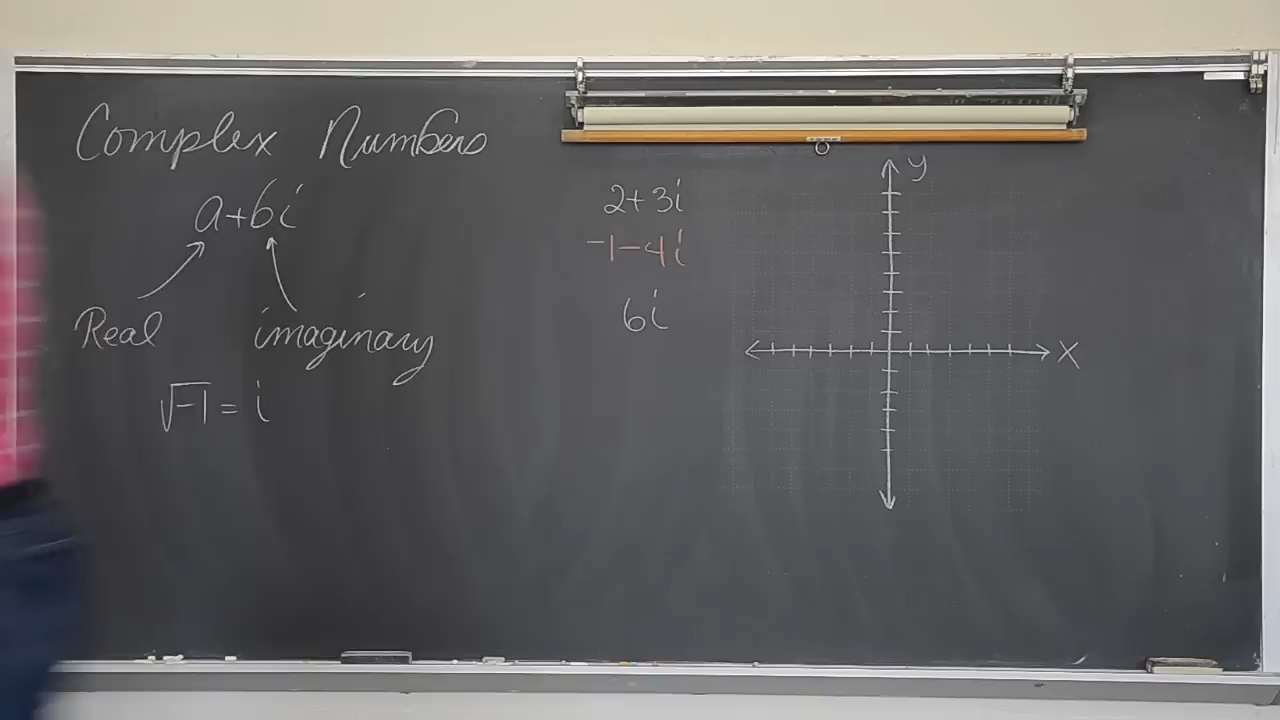 Complex Numbers
a+bi
Real imaginary
√-1 = i
2+3i
-1-4i
6i
y
x